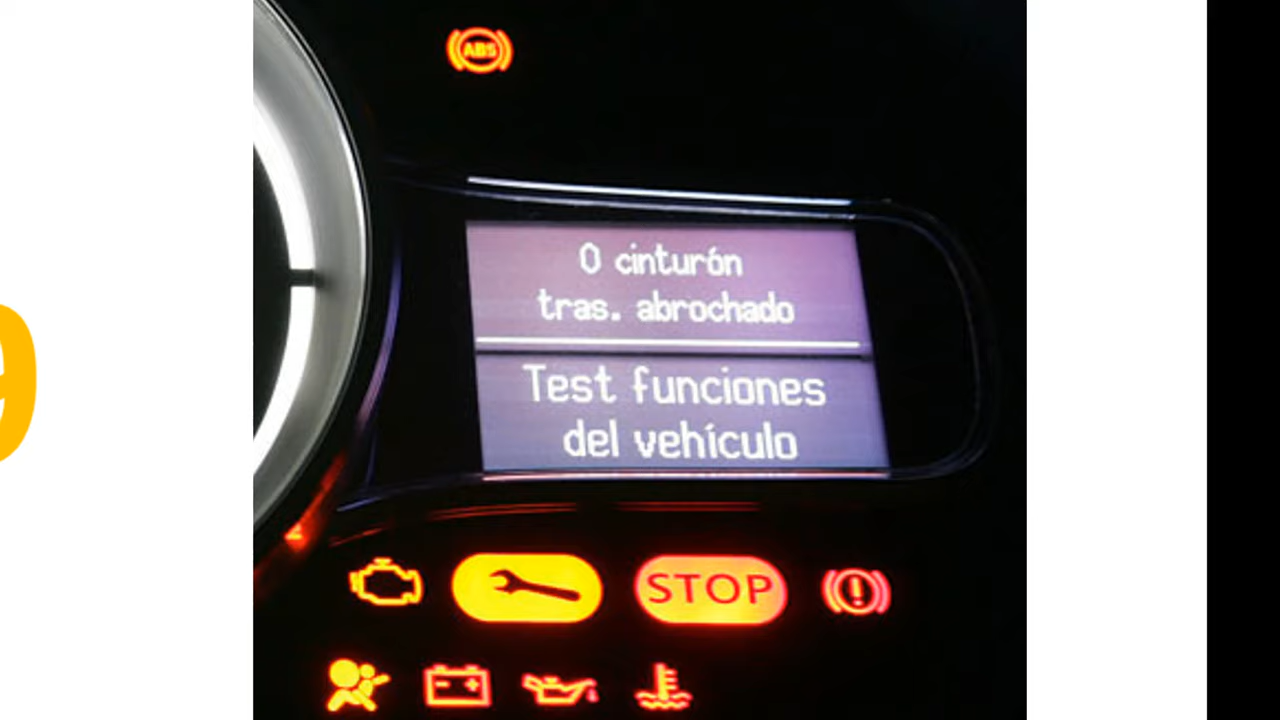 ABS
0 cinturón
tras. abrochado
Test funciones
del vehículo
STOP